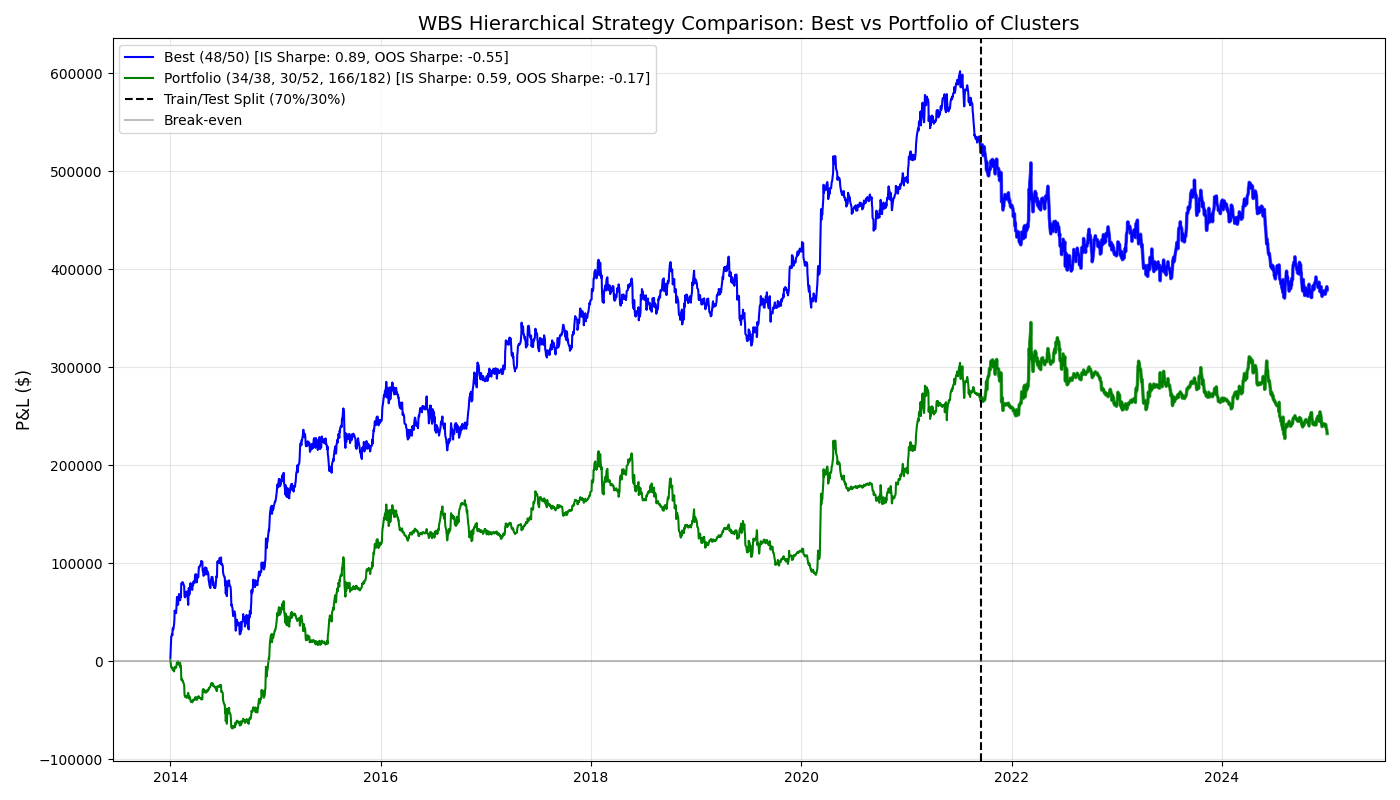 WBS Hierarchical Strategy Comparison: Best vs Portfolio of Clusters
Best (48/50) [IS Sharpe: 0.89, OOS Sharpe: -0.55]
Portfolio (34/38, 30/52, 166/182) [IS Sharpe: 0.59, OOS Sharpe: -0.17]
Train/Test Split (70%/30%)
Break-even
P&L ($)
600000
500000
400000
300000
200000
100000
0
−100000
2014 2016 2018 2020 2022 2024